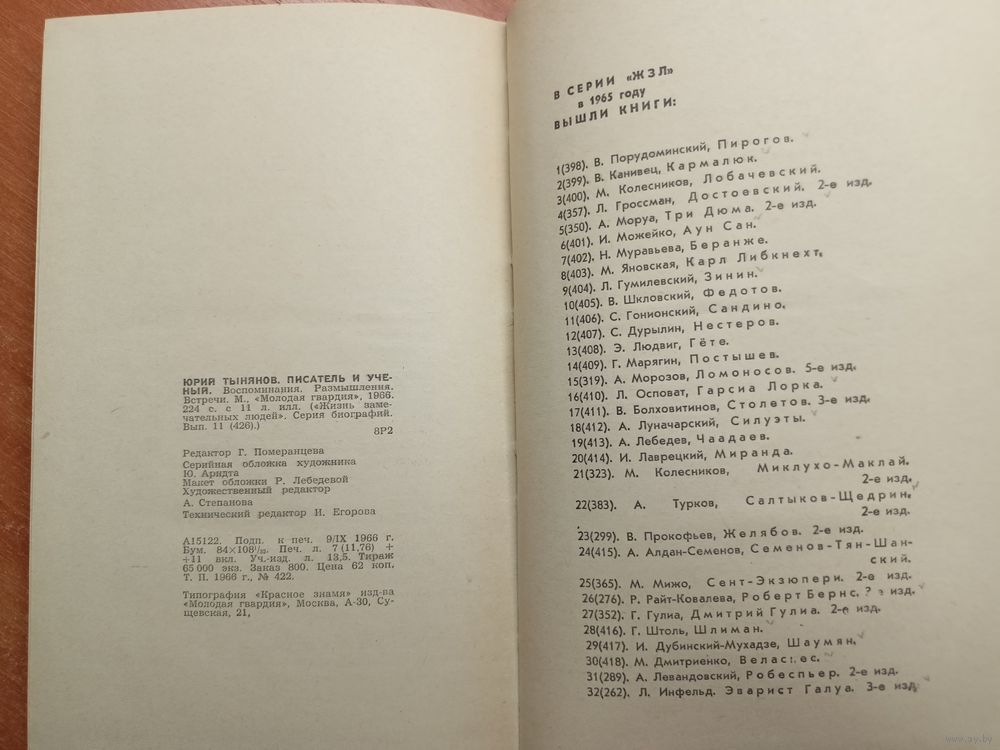 ЮРИЙ ТЫНЯНОВ. ПИСАТЕЛЬ И УЧЕ-
НЫЙ. Воспоминания. Размышления.
Встречи. М., «Молодая гвардия», 1966.
224 с. с 11 л. илл. («Жизнь заме-
чательных людей». Серия биографий.
Вып. 11 (426).)
8Р2
Редактор Г. Померанцева
Серийная обложка художника
Ю. Арндта
Макет обложки Р. Лебедевой
Художественный редактор
А. Степанова
Технический редактор И. Егорова
А15122. Подп. к печ. 9/IX 1966 г.
Бум. 84×108¹/₃₂. Печ. л. 7 (11,76) +
+11 вкл. Уч.-изд. л. 13,5. Тираж
65 000 экз. Заказ 800. Цена 62 коп.
Т. П. 1966 г., № 422.
Типография «Красное знамя» изд-ва
«Молодая гвардия», Москва, А-30, Су-
щевская, 21,
В СЕРИИ «ЖЗЛ»
в 1965 году
ВЫШЛИ КНИГИ:
1(398). В. Порудоминский, Пирогов.
2(399). В. Канивец, Кармалюк.
3(400). М. Колесников, Лобачевский.
4(357). Л. Гроссман, Достоевский. 2-е изд.
5(350). А. Моруа, Три Дюма. 2-е изд.
6(401). И. Можейко, Аун Сан.
7(402). Н. Муравьева, Беранже.
8(403). М. Яновская, Карл Либкнехт.
9(404). Л. Гумилевский, Зинин.
10(405). В. Шкловский, Федотов.
11(406). С. Гонионский, Сандино.
12(407). С. Дурылин, Нестеров.
13(408). Э. Людвиг, Гёте.
14(409). Г. Марягин, Постышев.
15(319). А. Морозов, Ломоносов. 5-е изд.
16(410). Л. Осповат, Гарсиа Лорка.
17(411). В. Болховитинов, Столетов. 3-е изд.
18(412). А. Луначарский, Силуэты.
19(413). А. Лебедев, Чаадаев.
20(414). И. Лаврецкий, Миранда.
21(323). М. Колесников, Миклухо-Маклай.
2-е изд.
22(383). А. Турков, Салтыков-Щедрин.
2-е изд.
23(299). В. Прокофьев, Желябов. 2-е изд.
24(415). А. Алдан-Семенов, Семенов-Тян-Шан-
ский.
25(365). М. Мижо, Сент-Экзюпери. 2-е изд.
26(276). Р. Райт-Ковалева, Роберт Бернс. изд.
27(352). Г. Гулиа, Дмитрий Гулиа. 2-е изд.
28(416). Г. Штоль, Шлиман.
29(417). И. Дубинский-Мухадзе, Шаумян.
30(418). М. Дмитриенко,
31(289). А. Левандовский, Робеспьер. 2-е изд.
32(262). Л. Инфельд. Эварист Галуа. 3-е изд.
www.ay.by